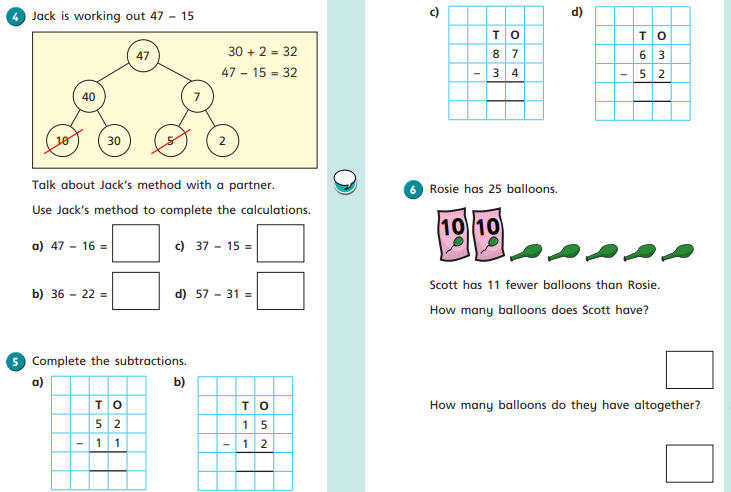 4 Jack is working out 47 – 15
47
30 + 2 = 32
47 – 15 = 32
40 7
10 30 5 2
Talk about Jack's method with a partner.
Use Jack's method to complete the calculations.
a) 47 – 16 =
c) 37 – 15 =
b) 36 – 22 =
d) 57 – 31 =
5 Complete the subtractions.
a)
T O
5 2
– 1 1
b)
T O
1 5
– 1 2
c)
T O
8 7
– 3 4
d)
T O
6 3
– 5 2
6 Rosie has 25 balloons.
10 10
Scott has 11 fewer balloons than Rosie.
How many balloons does Scott have?
How many balloons do they have altogether?